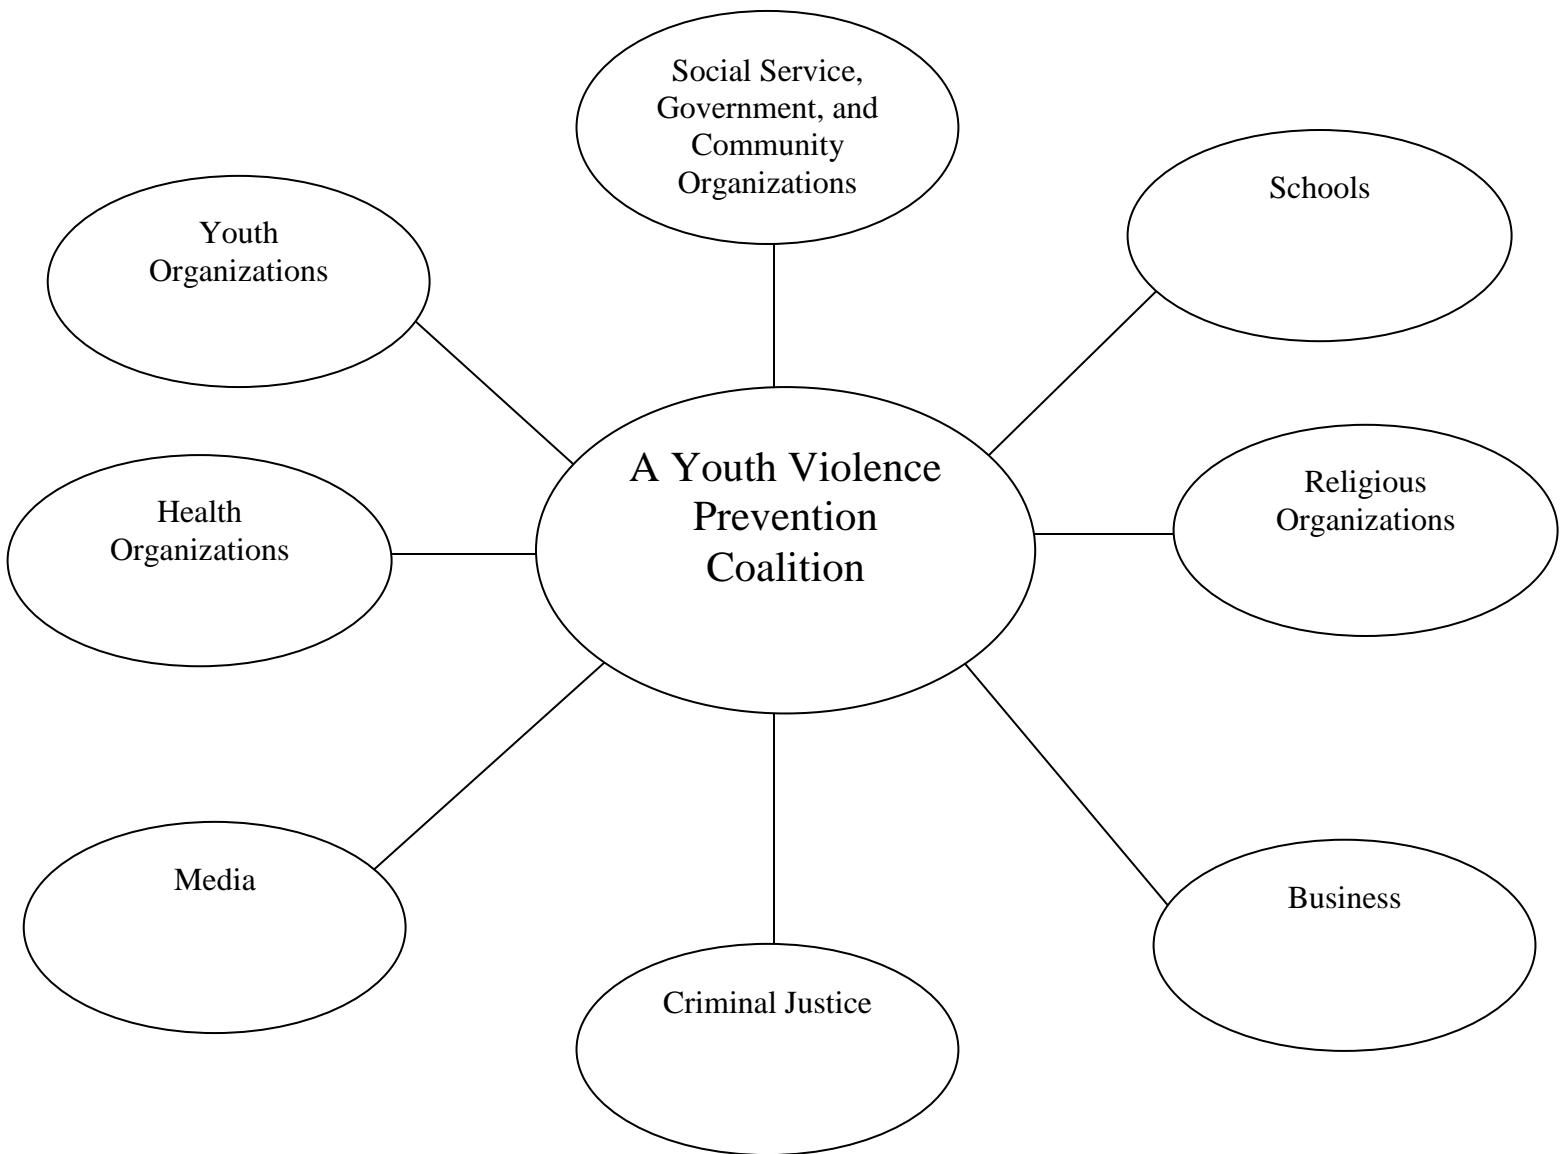 Social Service,
Government, and
Community
Organizations
Schools
Youth
Organizations
A Youth Violence
Prevention
Coalition
Religious
Organizations
Health
Organizations
Media
Business
Criminal Justice